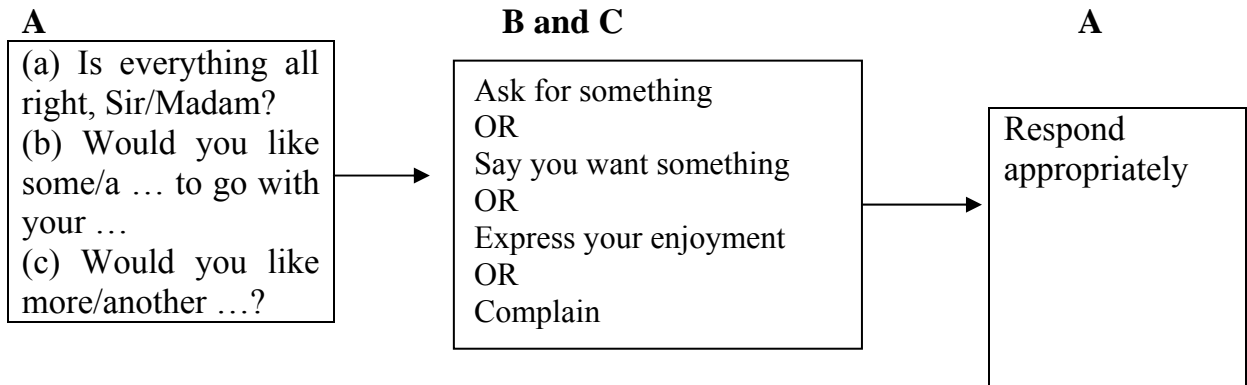 A
(a) Is everything all
right, Sir/Madam?
(b) Would you like
some/a … to go with
your …
(c) Would you like
more/another …?
B and C
Ask for something
OR
Say you want something
OR
Express your enjoyment
OR
Complain
A
Respond
appropriately